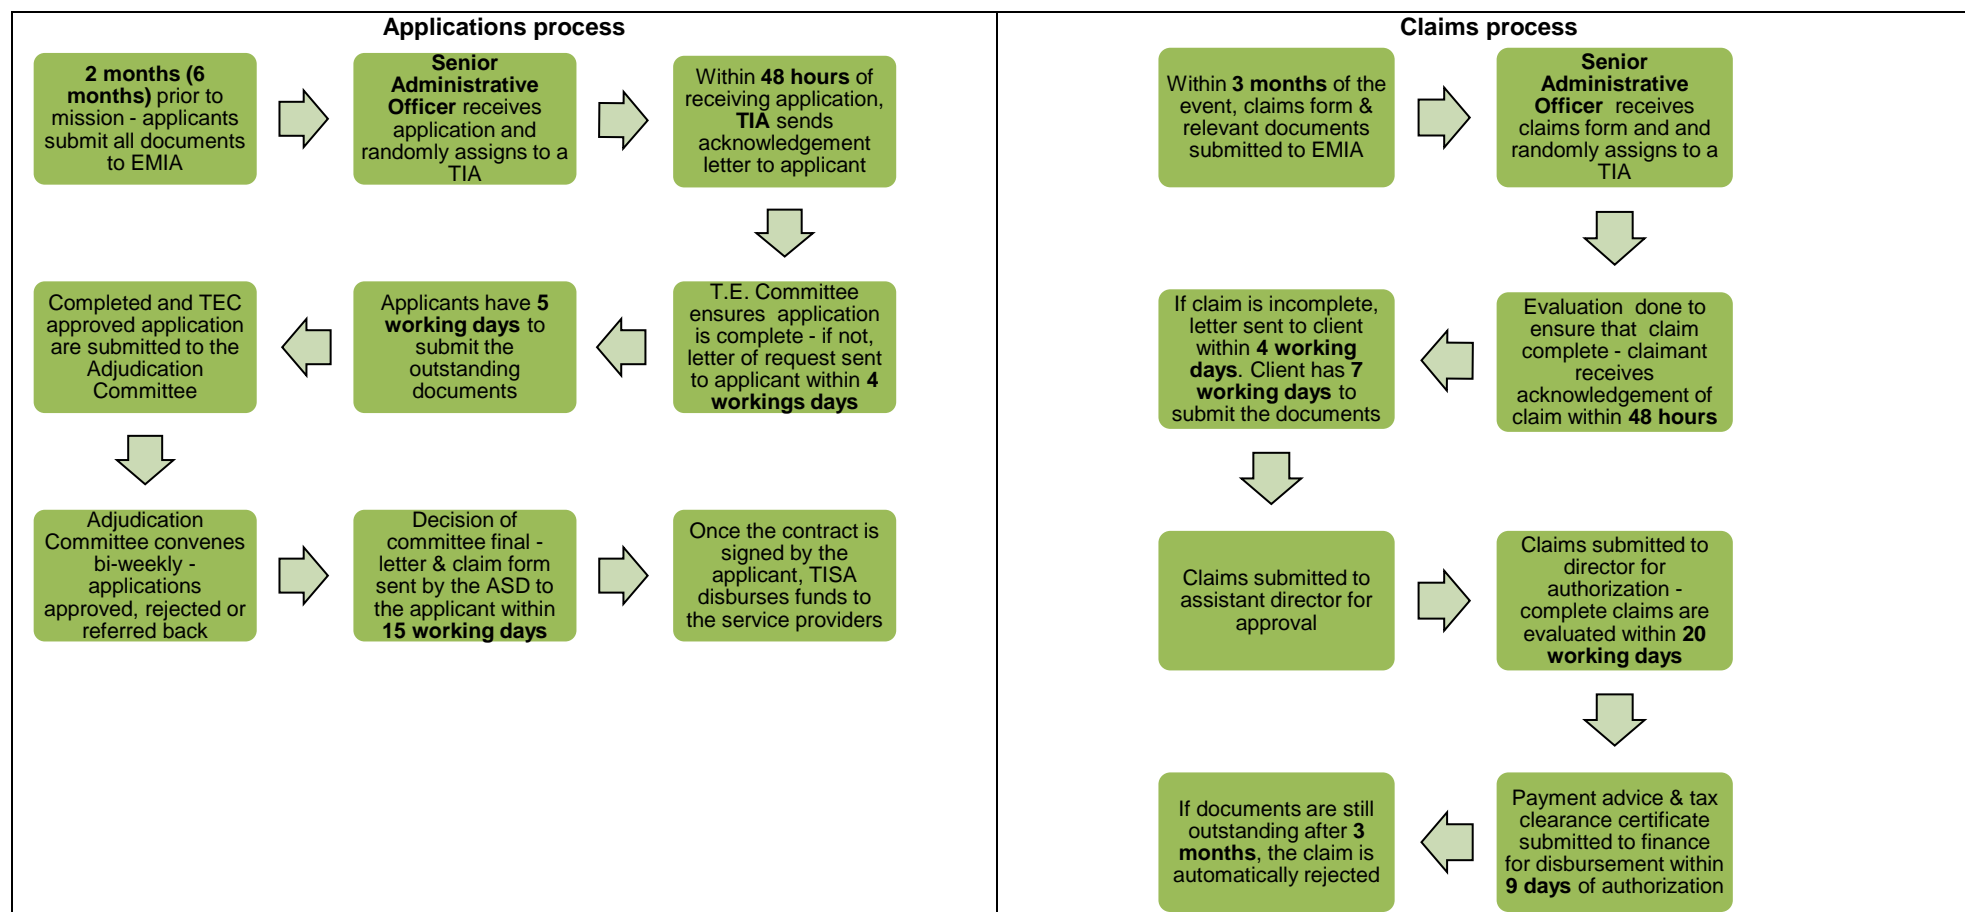 Applications process
2 months (6
months) prior to
mission - applicants
submit all documents
to EMIA
Senior
Administrative
Officer receives
application and
randomly assigns to a
TIA
Within 48 hours of
receiving application,
TIA sends
acknowledgement
letter to applicant
T.E. Committee
ensures application
is complete - if not,
letter of request sent
to applicant within 4
workings days
Applicants have 5
working days to
submit the
outstanding
documents
Completed and TEC
approved application
are submitted to the
Adjudication
Committee
Adjudication
Committee convenes
bi-weekly -
applications
approved, rejected or
referred back
Decision of
committee final -
letter & claim form
sent by the ASD to
the applicant within
15 working days
Once the contract is
signed by the
applicant, TISA
disburses funds to
the service providers
Claims process
Within 3 months of the
event, claims form &
relevant documents
submitted to EMIA
Senior
Administrative
Officer receives
claims form and and
randomly assigns to a
TIA
Evaluation done to
ensure that claim
complete - claimant
receives
acknowledgement of
claim within 48 hours
If claim is incomplete,
letter sent to client
within 4 working
days. Client has 7
working days to
submit the documents
Claims submitted to
assistant director for
approval
Claims submitted to
director for
authorization -
complete claims are
evaluated within 20
working days
Payment advice & tax
clearance certificate
submitted to finance
for disbursement within
9 days of authorization
If documents are still
outstanding after 3
months, the claim is
automatically rejected